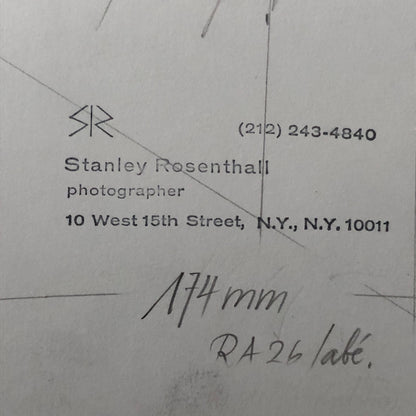 SR
(212) 243-4840
Stanley Rosenthall
photographer
10 West 15th Street, N.Y., N.Y. 10011
174 mm
RA 26 labé.